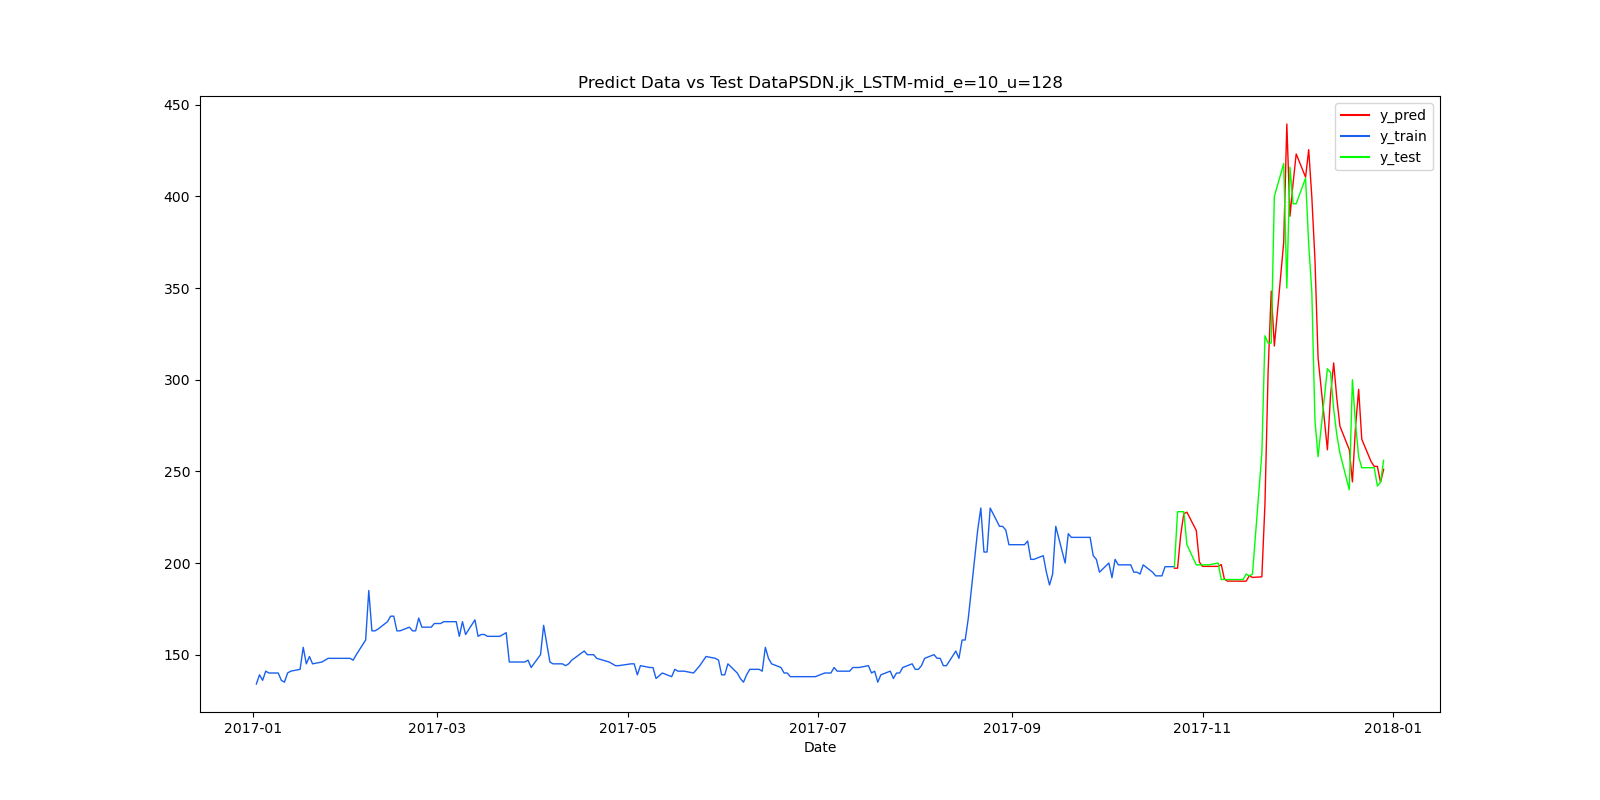 Predict Data vs Test DataPSDN.jk_LSTM-mid_e=10_u=128
450
400
350
300
250
200
150
y_pred
y_train
y_test
2017-01 2017-03 2017-05 2017-07 2017-09 2017-11 2018-01
Date